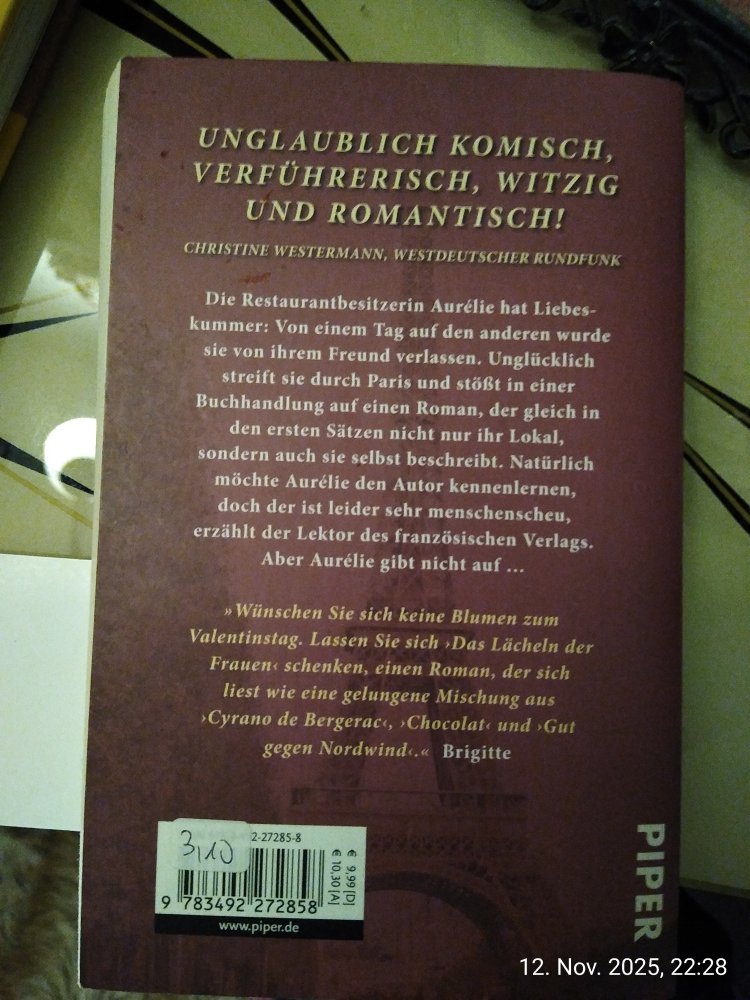 UNGLAUBLICH KOMISCH,
VERFÜHRERISCH, WITZIG
UND ROMANTISCH!
CHRISTINE WESTERMANN, WESTDEUTSCHER RUNDFUNK
Die Restaurantbesitzerin Aurélie hat Liebes-
kummer: Von einem Tag auf den anderen wurde
sie von ihrem Freund verlassen. Unglücklich
streift sie durch Paris und stößt in einer
Buchhandlung auf einen Roman, der gleich in
den ersten Sätzen nicht nur ihr Lokal,
sondern auch sie selbst beschreibt. Natürlich
möchte Aurélie den Autor kennenlernen,
doch der ist leider sehr menschenscheu,
erzählt der Lektor des französischen Verlags.
Aber Aurélie gibt nicht auf ...
»Wünschen Sie sich keine Blumen zum
Valentinstag. Lassen Sie sich ›Das Lächeln der
Frauen‹ schenken, einen Roman, der sich
liest wie eine gelungene Mischung aus
›Cyrano de Bergerac‹, ›Chocolat‹ und ›Gut
gegen Nordwind‹.« Brigitte
3,10
2-27285-8
€ 9,99 [D]
€ 10,30 [A]
9 783492 272858
www.piper.de
PIPER
12. Nov. 2025, 22:28